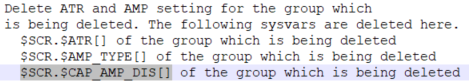 Delete ATR and AMP setting for the group which
is being deleted. The following sysvars are deleted here.
$SCR.$ATR[] of the group which is being deleted
$SCR.$AMP_TYPE[] of the group which is being deleted
$SCR.$CAP_AMP_DIS[] of the group which is being deleted